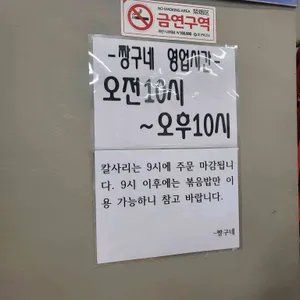 NO SMOKING AREA 禁煙区
금연구역
-짱구네 영업시간-
오전10시
~오후10시
칼사리는 9시에 주문 마감됩니
다. 9시 이후에는 볶음밥만 이
용 가능하니 참고 바랍니다.
-짱구네